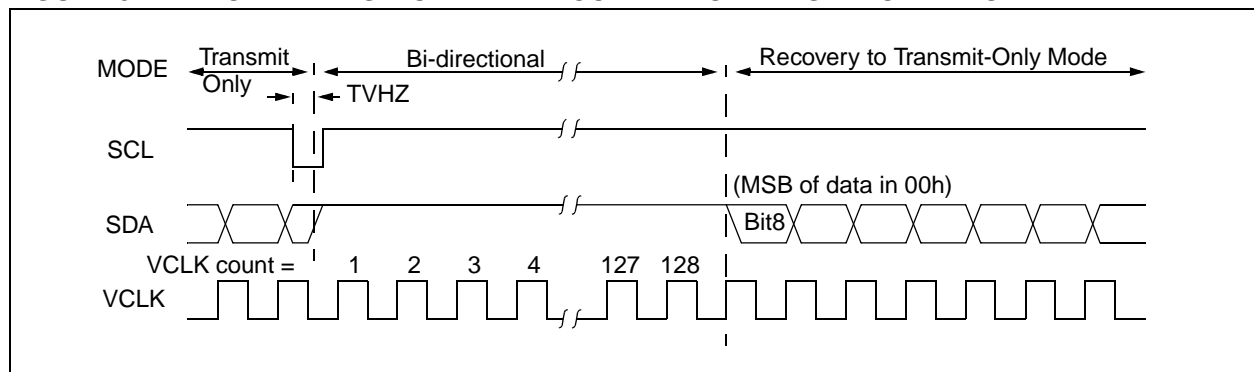 MODE
Transmit Only
Bi-directional
Recovery to Transmit-Only Mode
TVHZ
SCL
(MSB of data in 00h)
SDA
Bit8
VCLK count =
1 2 3 4 127 128
VCLK